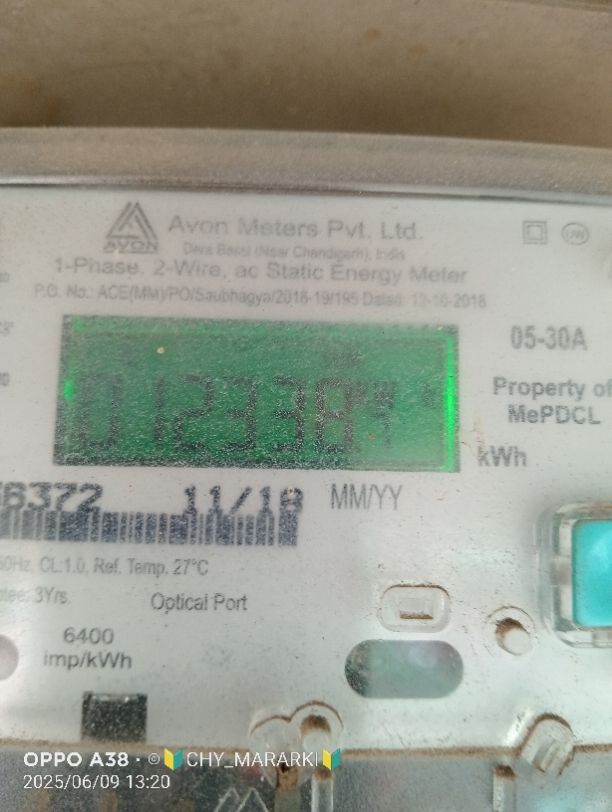 Avon Meters Pvt. Ltd.
AVON
Dera Bassi (Near Chandigarh), India
1-Phase, 2-Wire, ac Static Energy Meter
P.O. No.: ACE(MM)/PO/Saubhagya/2018-19/195 Dated: 12-10-2018
05-30A
012338
Property of
MePDCL
kWh
372 11/18 MM/YY
50Hz, CL:1.0, Ref. Temp. 27°C
3Yrs.
Optical Port
6400
imp/kWh
OPPO A38 · © 🔰CHY_MARARKI🔰
2025/06/09 13:20